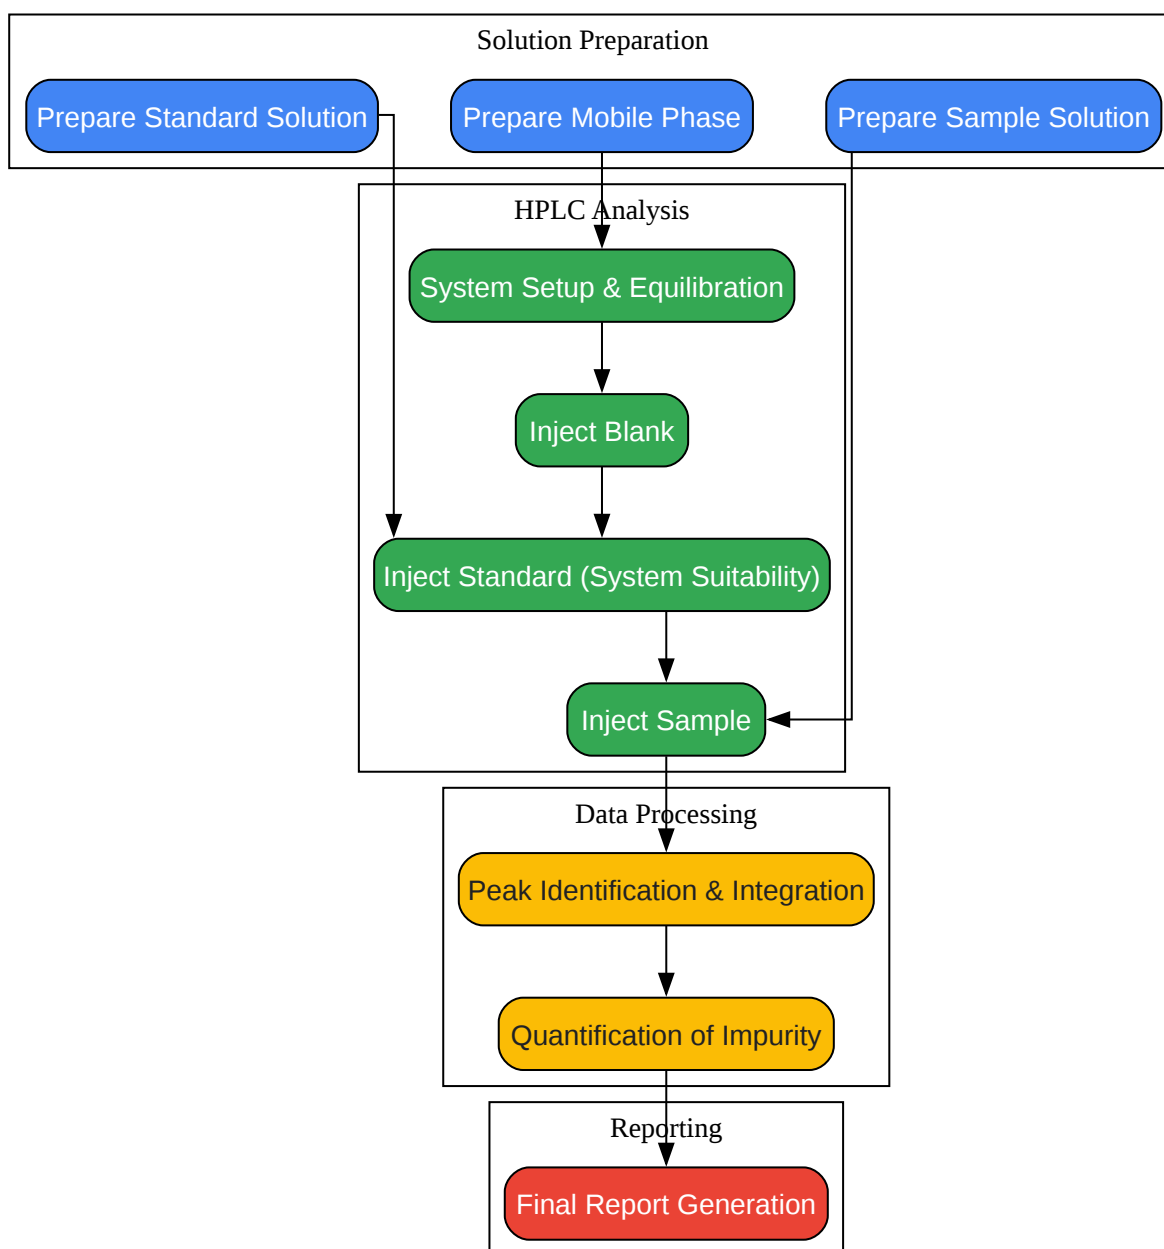 Solution Preparation
Prepare Standard Solution
Prepare Mobile Phase
Prepare Sample Solution
HPLC Analysis
System Setup & Equilibration
Inject Blank
Inject Standard (System Suitability)
Inject Sample
Data Processing
Peak Identification & Integration
Quantification of Impurity
Reporting
Final Report Generation